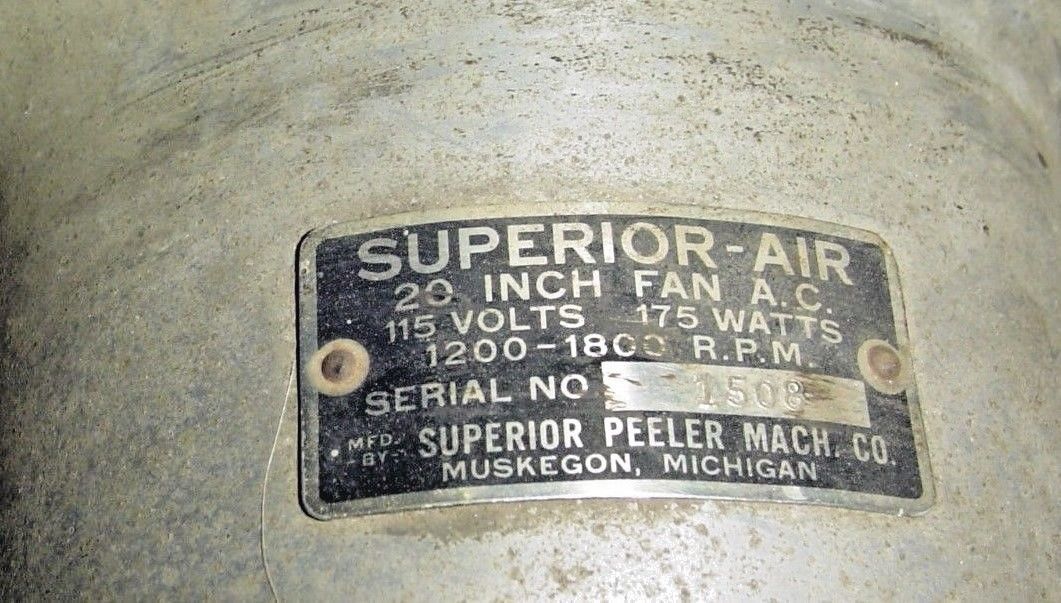 SUPERIOR-AIR
20 INCH FAN A.C.
115 VOLTS 175 WATTS
1200-1800 R.P.M.
SERIAL NO. 1508
MFD. BY SUPERIOR PEELER MACH. CO.
MUSKEGON, MICHIGAN